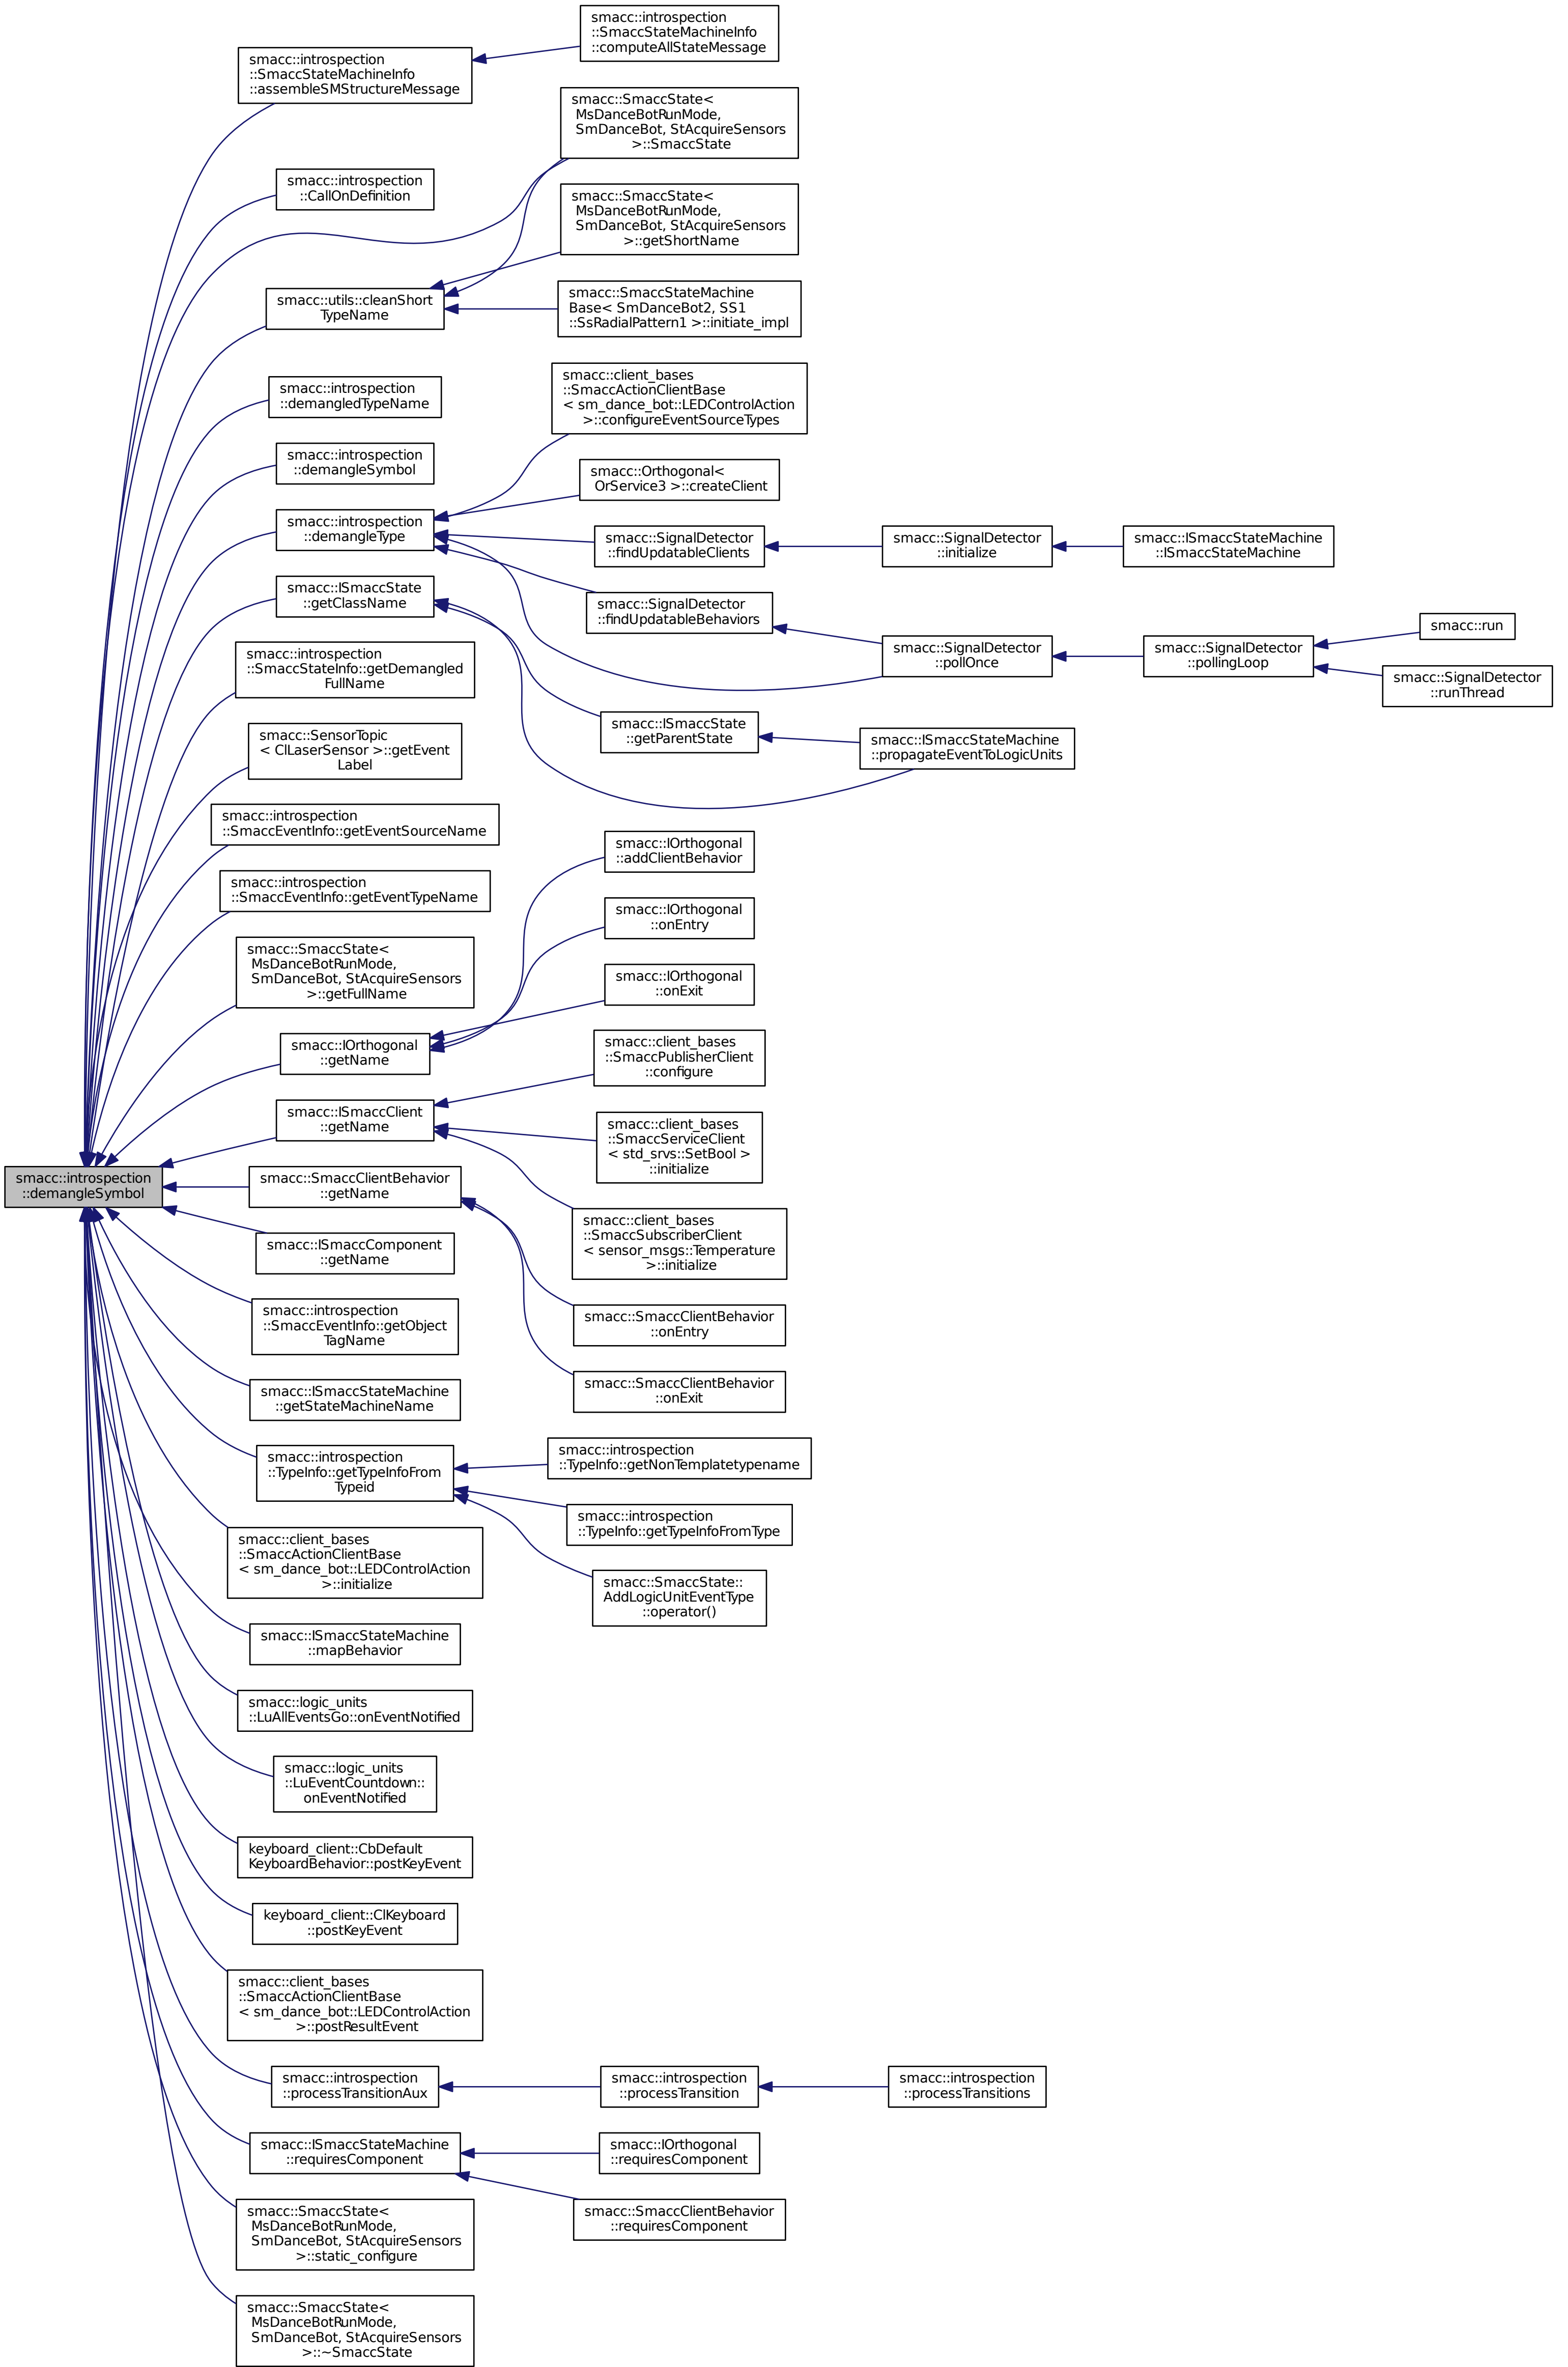 smacc::introspection
::demangleSymbol
smacc::introspection
::SmaccStateMachineInfo
::assembleSMStructureMessage
smacc::introspection
::SmaccStateMachineInfo
::computeAllStateMessage
smacc::introspection
::CallOnDefinition
smacc::SmaccState<
MsDanceBotRunMode,
SmDanceBot, StAcquireSensors
>::SmaccState
smacc::utils::cleanShort
TypeName
smacc::SmaccState<
MsDanceBotRunMode,
SmDanceBot, StAcquireSensors
>::getShortName
smacc::SmaccStateMachine
Base< SmDanceBot2, SS1
::SsRadialPattern1 >::initiate_impl
smacc::introspection
::demangledTypeName
smacc::introspection
::demangleSymbol
smacc::introspection
::demangleType
smacc::client_bases
::SmaccActionClientBase
< sm_dance_bot::LEDControlAction
>::configureEventSourceTypes
smacc::Orthogonal<
OrService3 >::createClient
smacc::SignalDetector
::findUpdatableClients
smacc::SignalDetector
::initialize
smacc::ISmaccStateMachine
::ISmaccStateMachine
smacc::SignalDetector
::findUpdatableBehaviors
smacc::SignalDetector
::pollOnce
smacc::SignalDetector
::pollingLoop
smacc::run
smacc::SignalDetector
::runThread
smacc::ISmaccState
::getClassName
smacc::ISmaccState
::getParentState
smacc::ISmaccStateMachine
::propagateEventToLogicUnits
smacc::introspection
::SmaccStateInfo::getDemangled
FullName
smacc::SensorTopic
< ClLaserSensor >::getEvent
Label
smacc::introspection
::SmaccEventInfo::getEventSourceName
smacc::introspection
::SmaccEventInfo::getEventTypeName
smacc::SmaccState<
MsDanceBotRunMode,
SmDanceBot, StAcquireSensors
>::getFullName
smacc::IOrthogonal
::getName
smacc::IOrthogonal
::addClientBehavior
smacc::IOrthogonal
::onEntry
smacc::IOrthogonal
::onExit
smacc::ISmaccClient
::getName
smacc::client_bases
::SmaccPublisherClient
::configure
smacc::client_bases
::SmaccServiceClient
< std_srvs::SetBool >
::initialize
smacc::client_bases
::SmaccSubscriberClient
< sensor_msgs::Temperature
>::initialize
smacc::SmaccClientBehavior
::getName
smacc::SmaccClientBehavior
::onEntry
smacc::SmaccClientBehavior
::onExit
smacc::ISmaccComponent
::getName
smacc::introspection
::SmaccEventInfo::getObject
TagName
smacc::ISmaccStateMachine
::getStateMachineName
smacc::introspection
::TypeInfo::getTypeInfoFrom
Typeid
smacc::introspection
::TypeInfo::getNonTemplatetypename
smacc::introspection
::TypeInfo::getTypeInfoFromType
smacc::SmaccState::
AddLogicUnitEventType
::operator()
smacc::client_bases
::SmaccActionClientBase
< sm_dance_bot::LEDControlAction
>::initialize
smacc::ISmaccStateMachine
::mapBehavior
smacc::logic_units
::LuAllEventsGo::onEventNotified
smacc::logic_units
::LuEventCountdown::
onEventNotified
keyboard_client::CbDefault
KeyboardBehavior::postKeyEvent
keyboard_client::ClKeyboard
::postKeyEvent
smacc::client_bases
::SmaccActionClientBase
< sm_dance_bot::LEDControlAction
>::postResultEvent
smacc::introspection
::processTransitionAux
smacc::introspection
::processTransition
smacc::introspection
::processTransitions
smacc::ISmaccStateMachine
::requiresComponent
smacc::IOrthogonal
::requiresComponent
smacc::SmaccClientBehavior
::requiresComponent
smacc::SmaccState<
MsDanceBotRunMode,
SmDanceBot, StAcquireSensors
>::static_configure
smacc::SmaccState<
MsDanceBotRunMode,
SmDanceBot, StAcquireSensors
>::~SmaccState